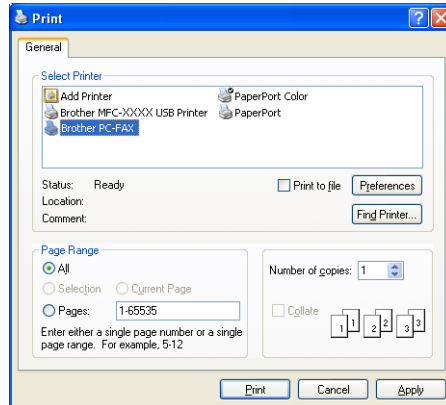 Print
General
Select Printer
Add Printer
PaperPort Color
Brother MFC-XXXX USB Printer
PaperPort
Brother PC-FAX
Status: Ready
Print to file
Preferences
Location:
Comment:
Find Printer...
Page Range
All
Selection
Current Page
Pages: 1-65535
Enter either a single page number or a single
page range. For example, 5-12
Number of copies: 1
Collate
1 1 2 2 3 3
Print
Cancel
Apply